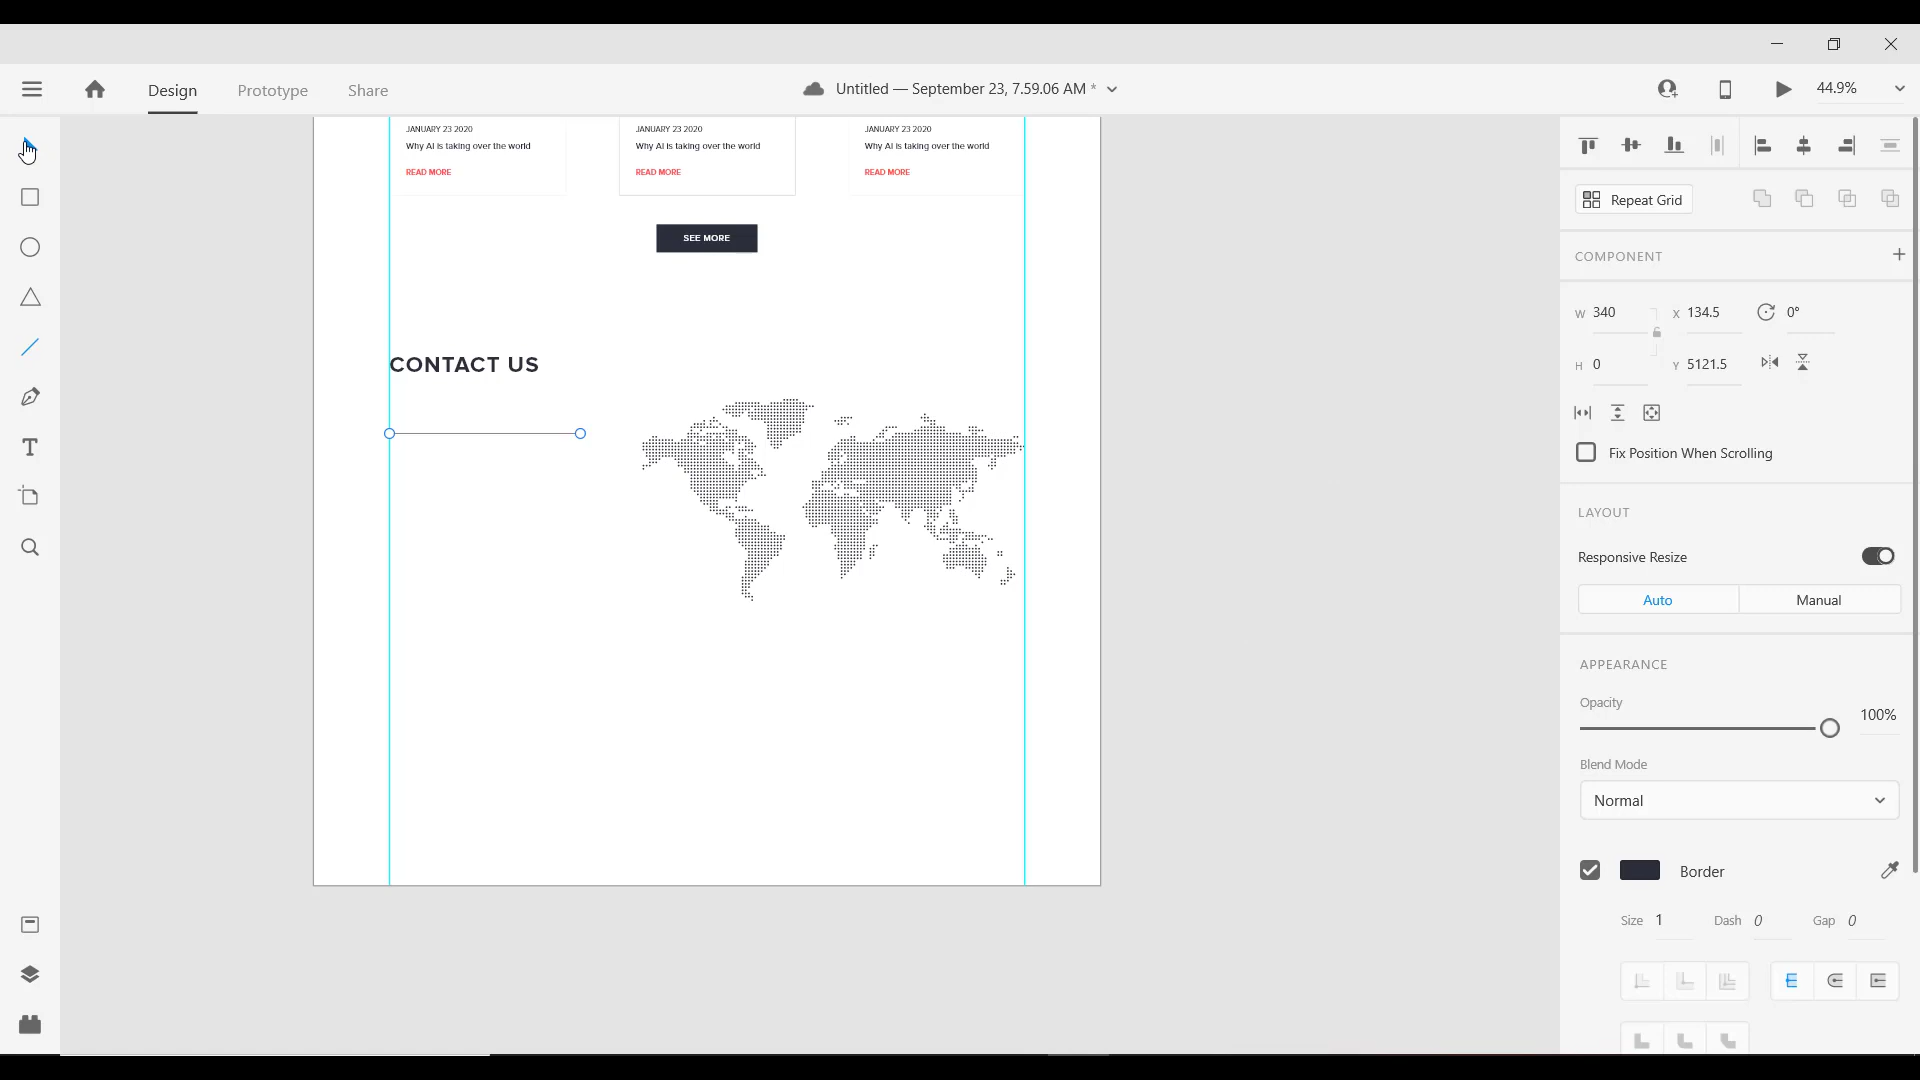 Design Prototype Share Untitled — September 23, 7.59.06 AM * 44.9%
JANUARY 23 2020 JANUARY 23 2020 JANUARY 23 2020
Why AI is taking over the world Why AI is taking over the world Why AI is taking over the world
READ MORE READ MORE READ MORE
SEE MORE
CONTACT US
Repeat Grid
COMPONENT
W 340 X 134.5 0°
H 0 Y 5121.5
Fix Position When Scrolling
LAYOUT
Responsive Resize
Auto Manual
APPEARANCE
Opacity
100%
Blend Mode
Normal
Border
Size 1 Dash 0 Gap 0